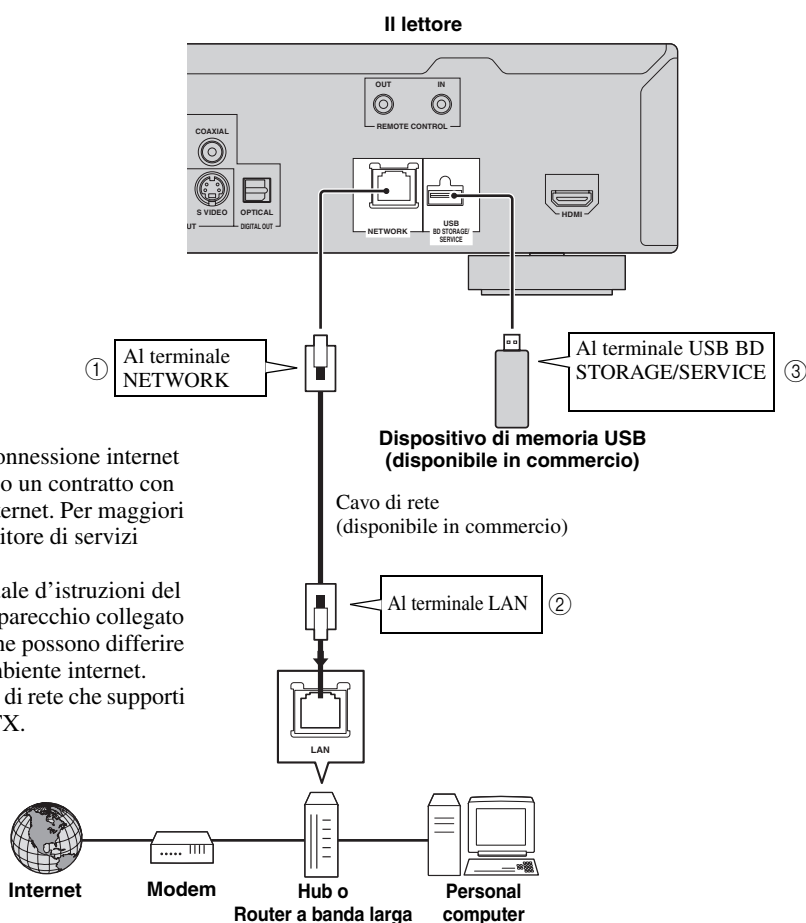 Il lettore
OUT
IN
REMOTE CONTROL
COAXIAL
S VIDEO
OPTICAL
UT
DIGITAL OUT
NETWORK
USB
BD STORAGE/
SERVICE
HDMI
① Al terminale
NETWORK
Al terminale USB BD
STORAGE/SERVICE ③
Dispositivo di memoria USB
(disponibile in commercio)
onnessione internet
o un contratto con
ternet. Per maggiori
itore di servizi
ale d’istruzioni del
parecchio collegato
ne possono differire
biente internet.
di rete che supporti
TX.
Cavo di rete
(disponibile in commercio)
Al terminale LAN ②
LAN
Internet
Modem
Hub o
Router a banda larga
Personal
computer